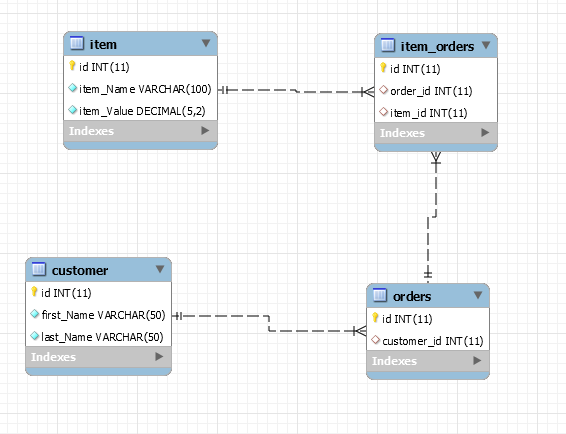 item
id INT(11)
item_Name VARCHAR(100)
item_Value DECIMAL(5,2)
Indexes
item_orders
id INT(11)
order_id INT(11)
item_id INT(11)
Indexes
customer
id INT(11)
first_Name VARCHAR(50)
last_Name VARCHAR(50)
Indexes
orders
id INT(11)
customer_id INT(11)
Indexes